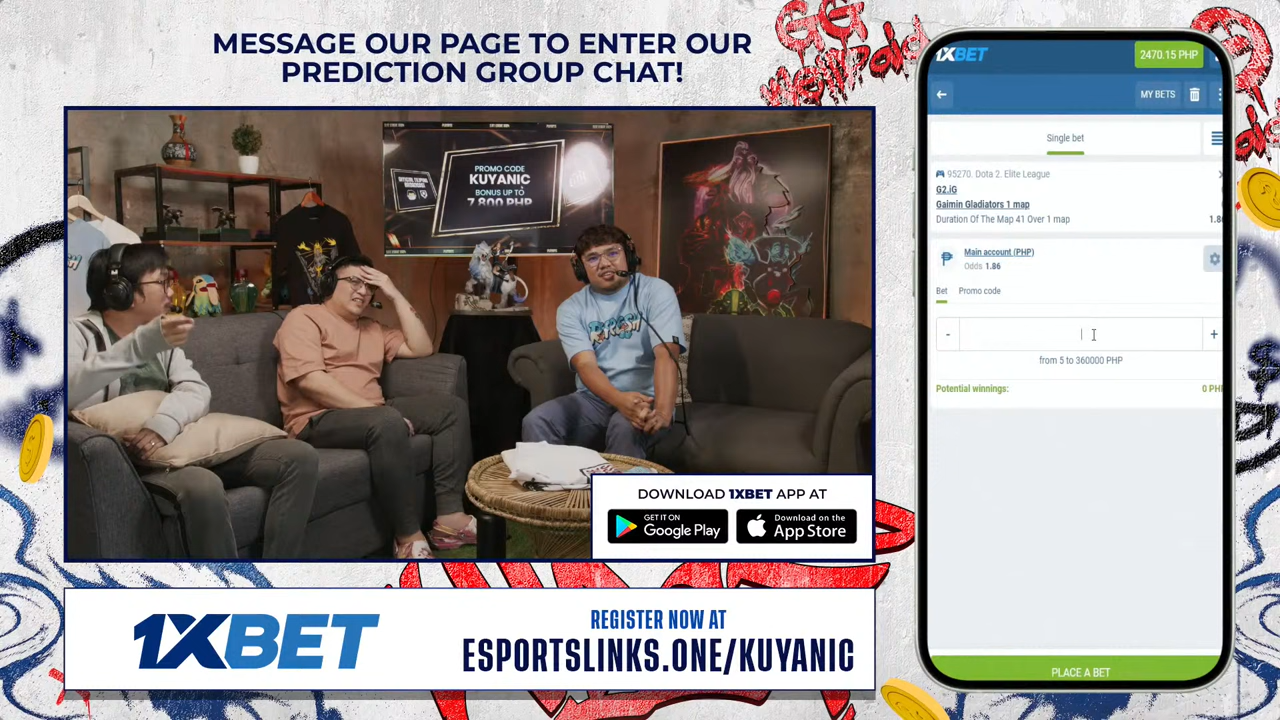 MESSAGE OUR PAGE TO ENTER OUR
PREDICTION GROUP CHAT!
PROMO CODE
KUYANIC
BONUS UP TO
7,800 PHP
DOWNLOAD 1XBET APP AT
GET IT ON
Google Play
Download on the
App Store
1XBET
REGISTER NOW AT
ESPORTSLINKS.ONE/KUYANIC
1XBET
2470.15 PHP
MY BETS
Single bet
95270. Dota 2. Elite League
G2.iG
Gaimin Gladiators 1 map
Duration Of The Map 41 Over 1 map
Main account (PHP)
Odds 1.86
Bet
Promo code
-
+
from 5 to 360000 PHP
Potential winnings:
PLACE A BET